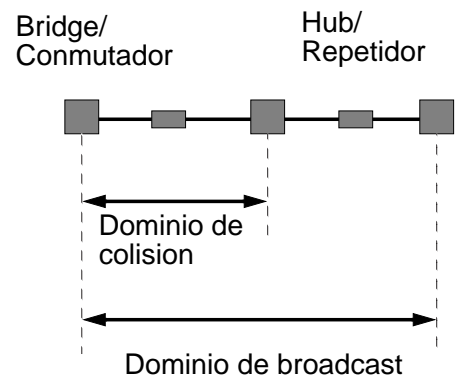 Bridge/
Conmutador
Hub/
Repetidor
Dominio de
colision
Dominio de broadcast